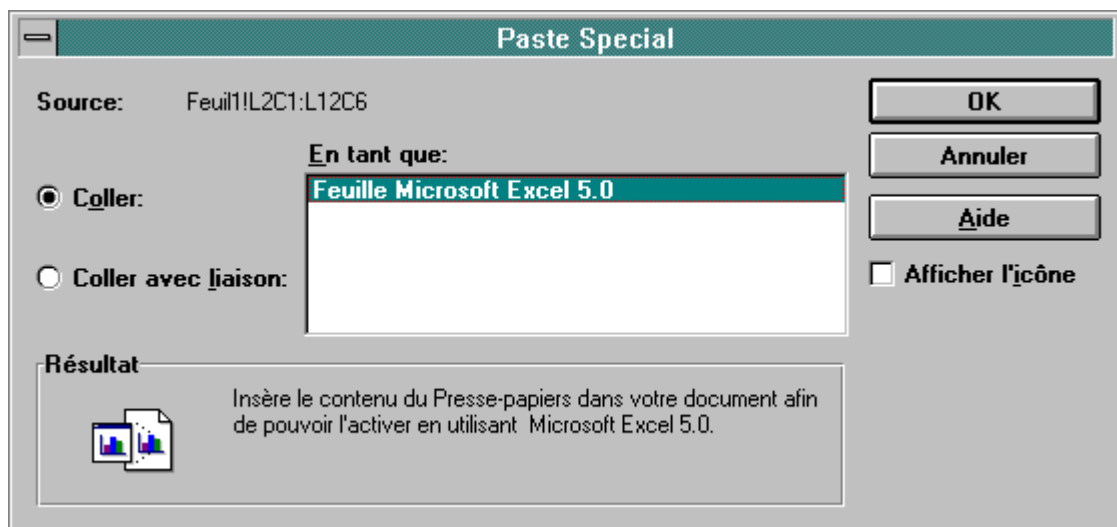 Paste Special
Source: Feuil1!L2C1:L12C6
OK
En tant que:
Annuler
Coller:
Feuille Microsoft Excel 5.0
Aide
Coller avec liaison:
Afficher l'icône
Résultat
Insère le contenu du Presse-papiers dans votre document afin
de pouvoir l'activer en utilisant  Microsoft Excel 5.0.